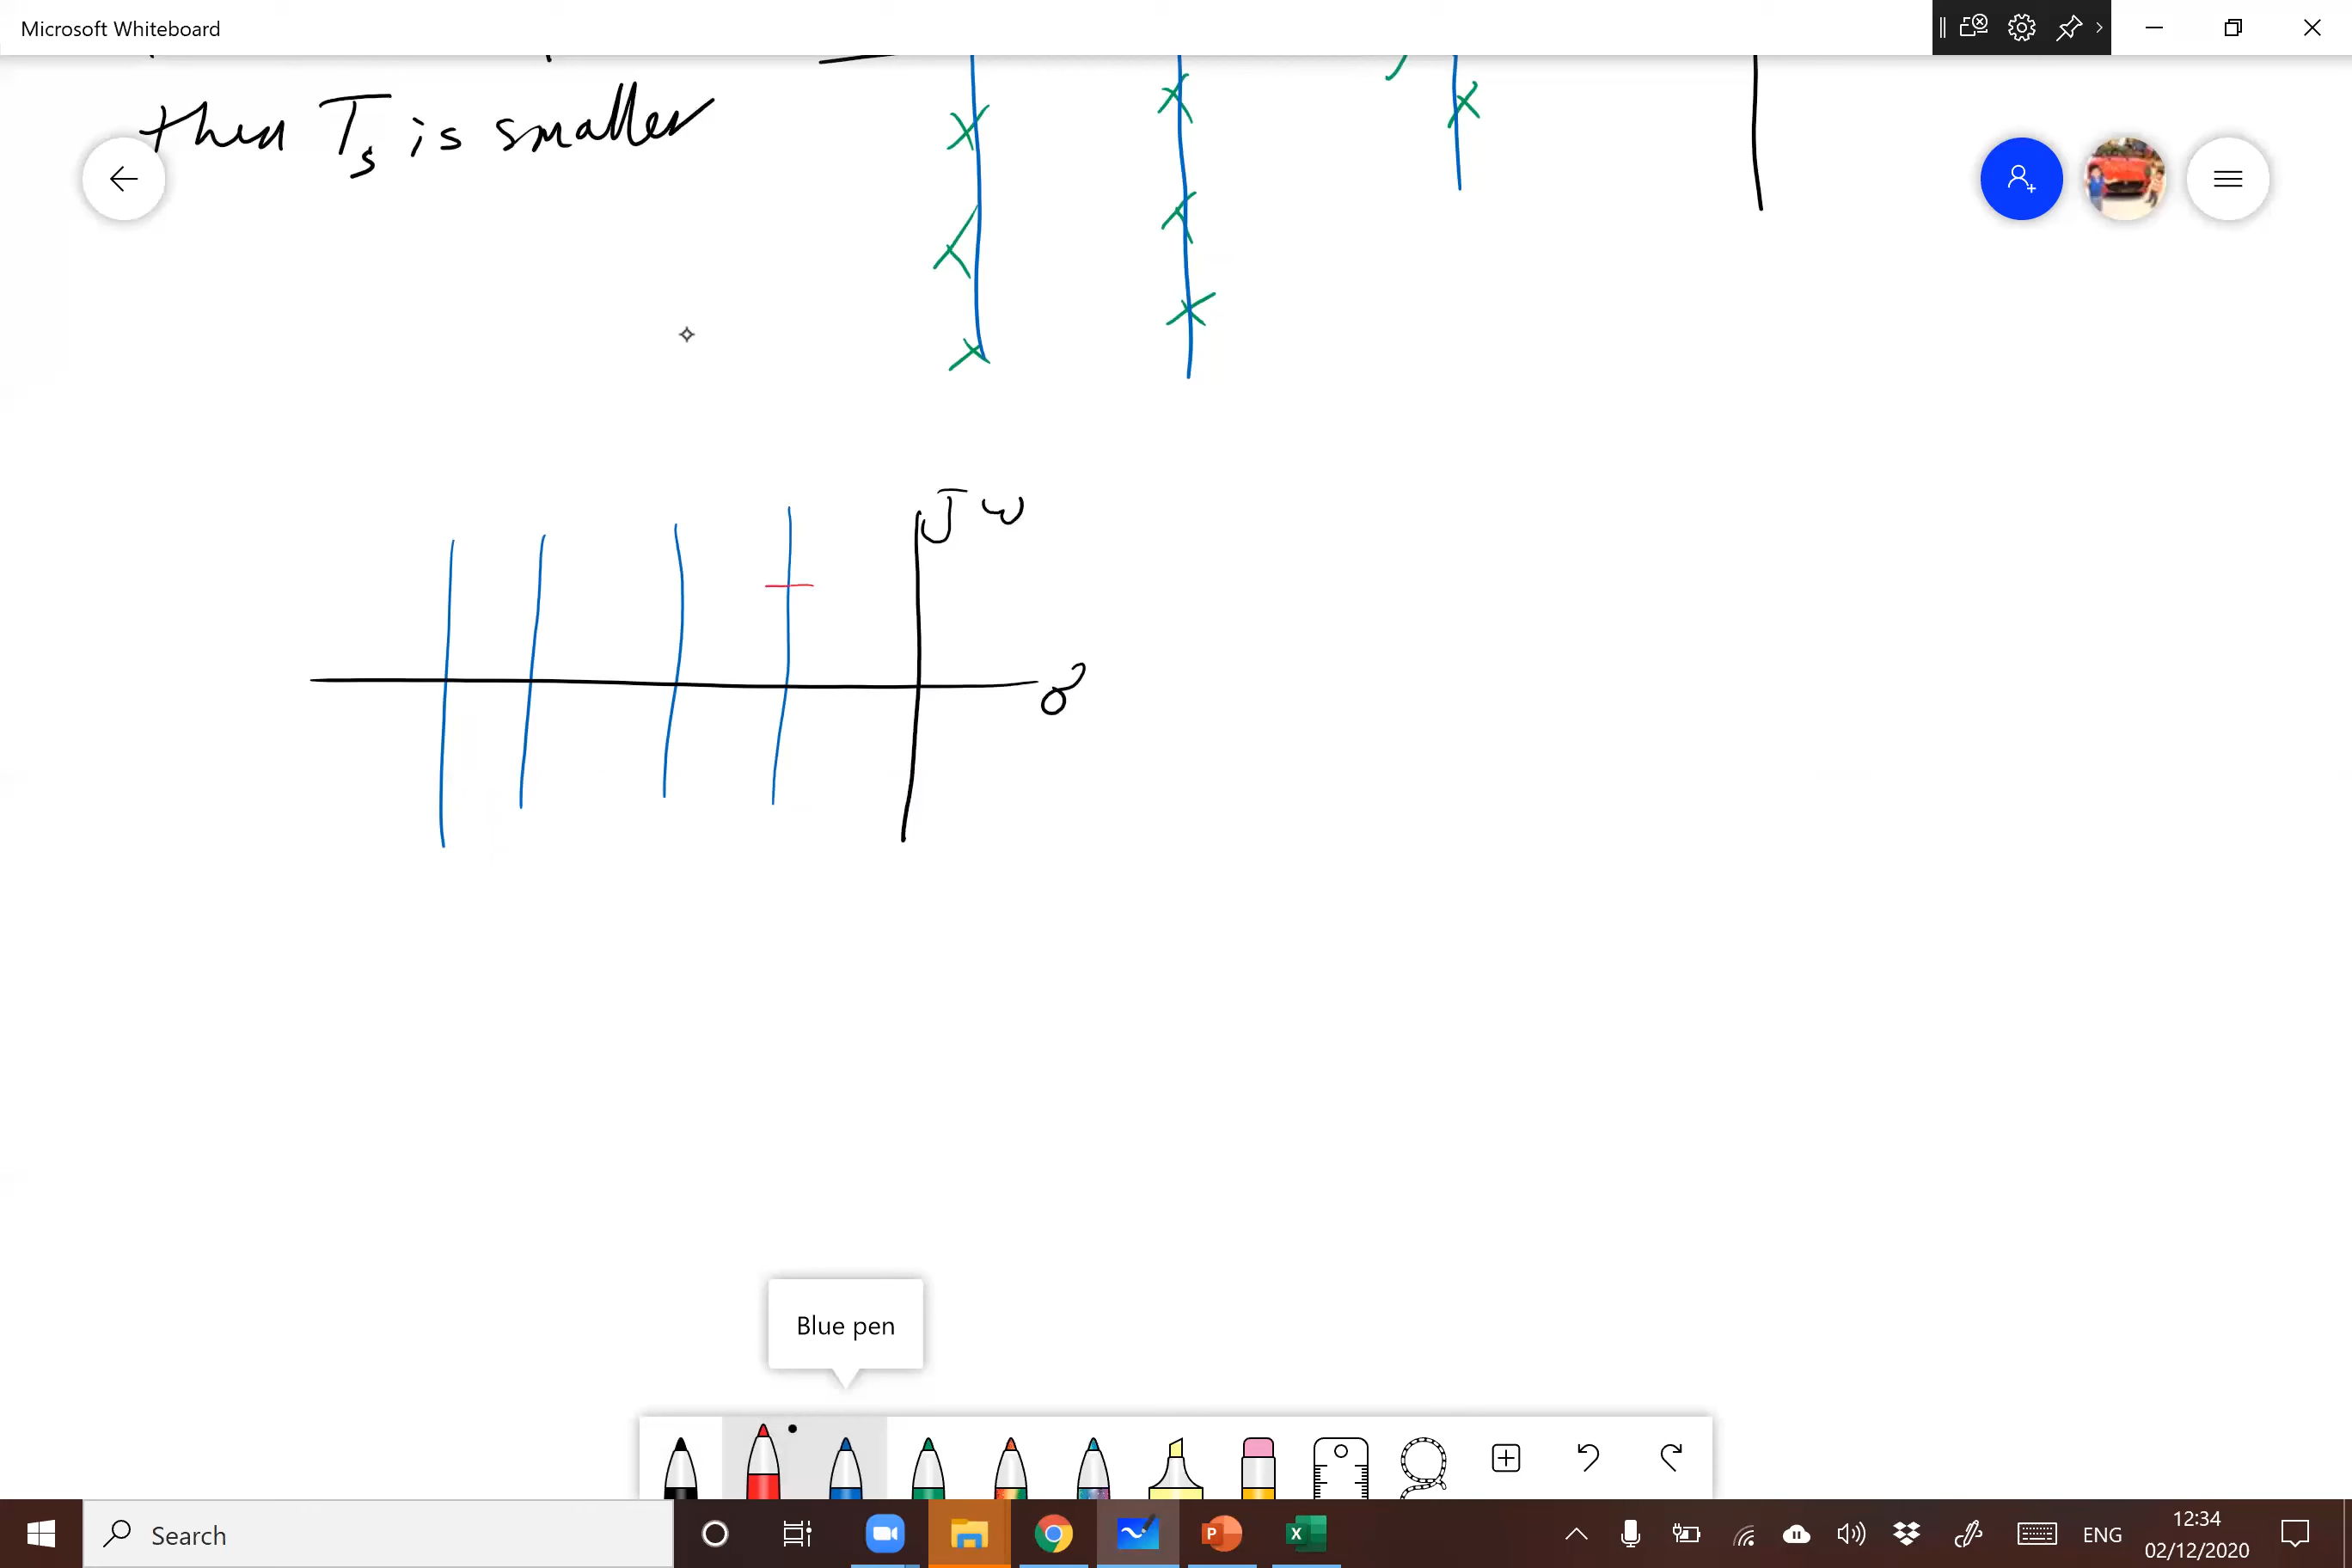 Microsoft Whiteboard
then Ts is smaller
Jω
σ
Blue pen
Search
P
X
ENG
12:34
02/12/2020